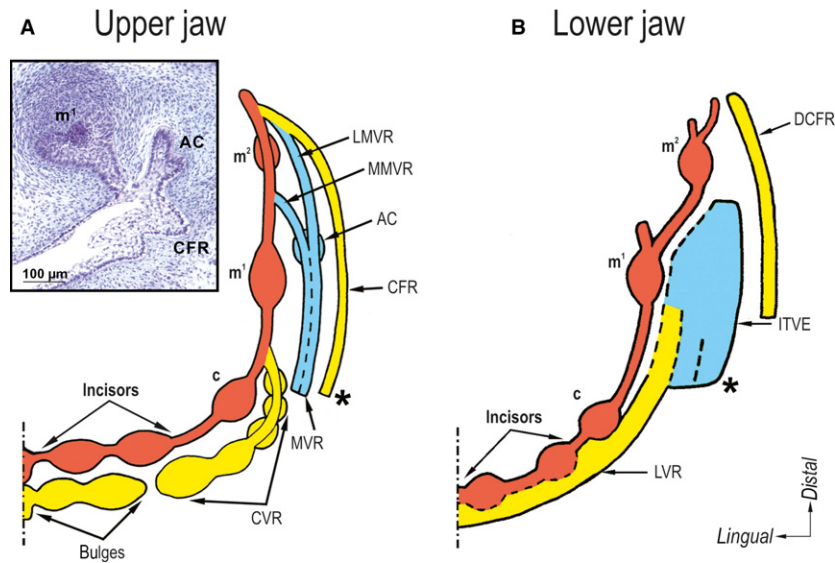 A Upper jaw
m¹
AC
CFR
100 µm
m²
LMVR
MMVR
AC
m¹
CFR
c
Incisors
*
MVR
CVR
Bulges
B Lower jaw
DCFR
m²
m¹
ITVE
*
c
Incisors
LVR
Distal
Lingual